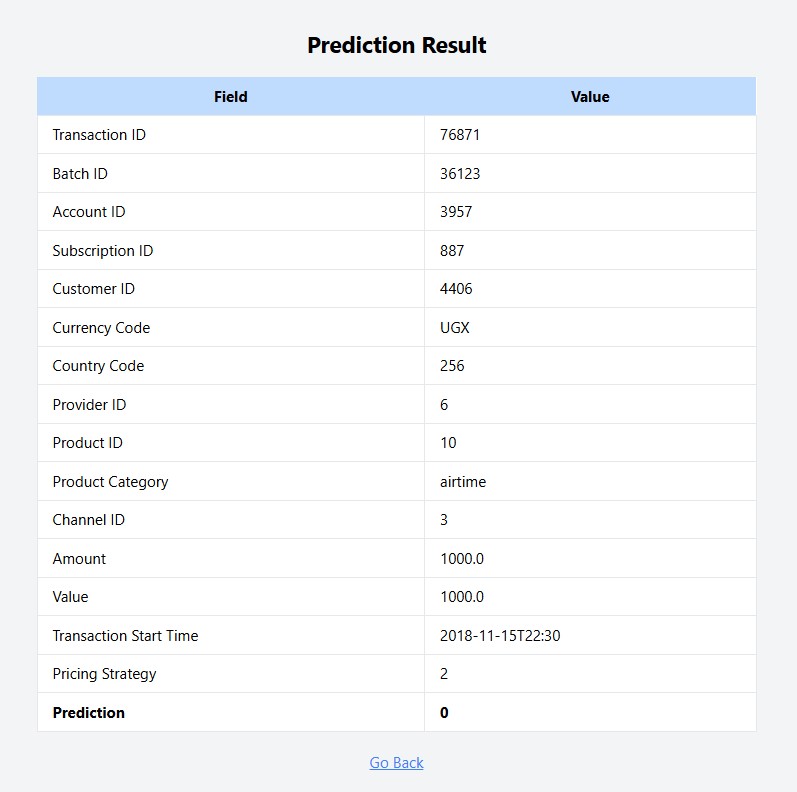 Prediction Result
Field Value
Transaction ID 76871
Batch ID 36123
Account ID 3957
Subscription ID 887
Customer ID 4406
Currency Code UGX
Country Code 256
Provider ID 6
Product ID 10
Product Category airtime
Channel ID 3
Amount 1000.0
Value 1000.0
Transaction Start Time 2018-11-15T22:30
Pricing Strategy 2
Prediction 0
Go Back